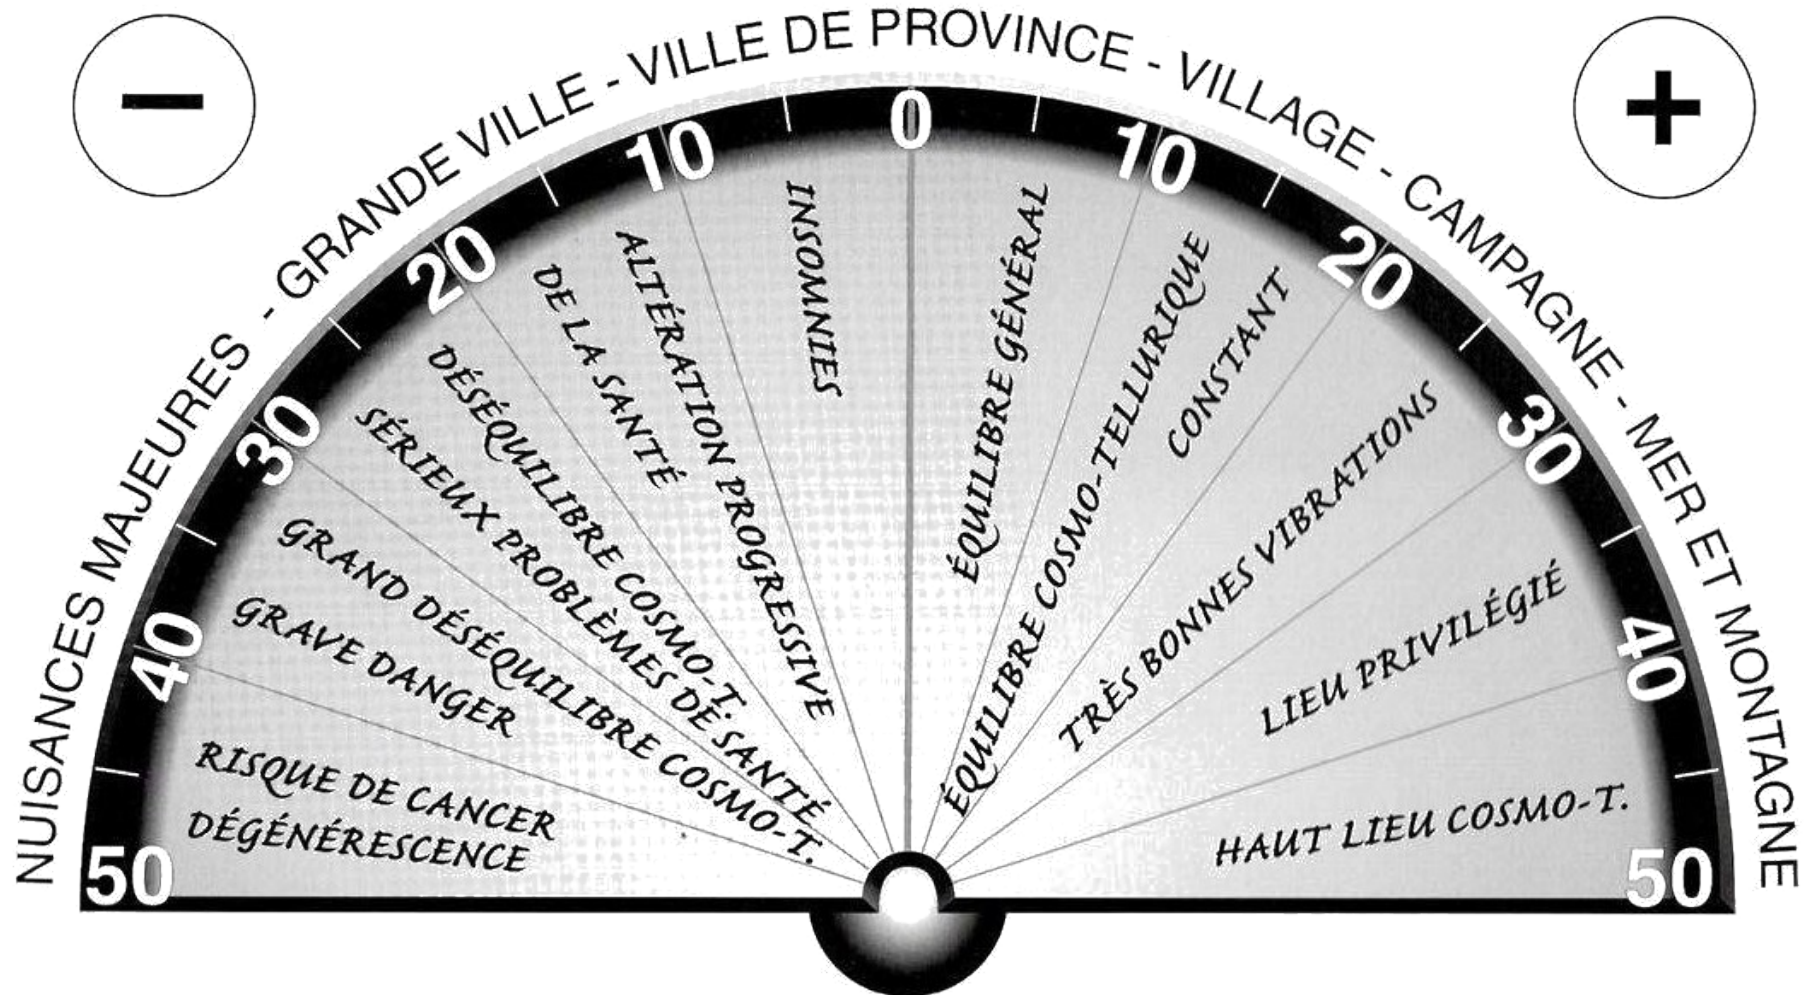 −
+
NUISANCES MAJEURES - GRANDE VILLE - VILLE DE PROVINCE - VILLAGE - CAMPAGNE - MER ET MONTAGNE
50
40
30
20
10
0
10
20
30
40
50
RISQUE DE CANCER
DÉGÉNÉRESCENCE
GRAND DÉSÉQUILIBRE COSMO-T.
GRAVE DANGER
DÉSÉQUILIBRE COSMO-T.
SÉRIEUX PROBLÈMES DE SANTÉ
ALTÉRATION PROGRESSIVE
DE LA SANTÉ
INSOMNIES
ÉQUILIBRE GÉNÉRAL
ÉQUILIBRE COSMO-TELLURIQUE
CONSTANT
TRÈS BONNES VIBRATIONS
LIEU PRIVILÉGIÉ
HAUT LIEU COSMO-T.